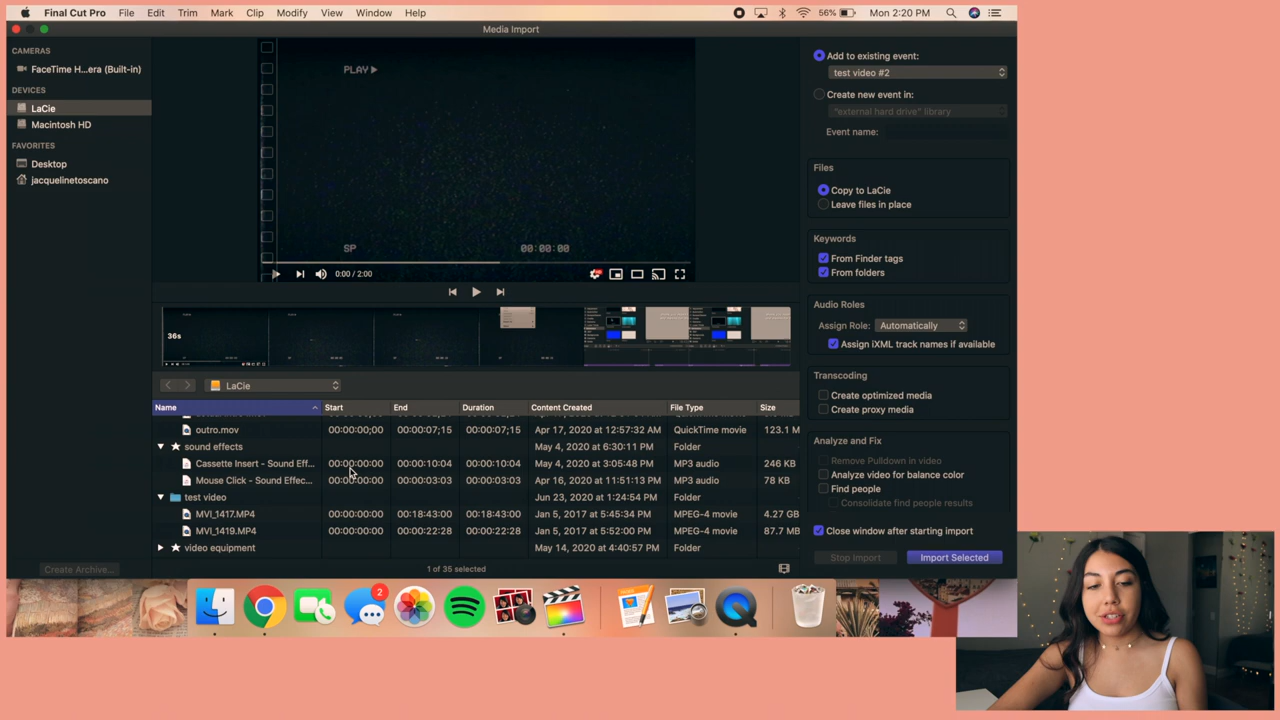 Final Cut Pro File Edit Trim Mark Clip Modify View Window Help 56% Mon 2:20 PM
Media Import
CAMERAS
FaceTime H...era (Built-in)
DEVICES
LaCie
Macintosh HD
FAVORITES
Desktop
jacquelinetoscano
PLAY
SP 00:00:00
0:00 / 2:00
36s
LaCie
Name Start End Duration Content Created File Type Size
outro.mov 00:00:00;00 00:00:07;15 00:00:07;15 Apr 17, 2020 at 12:57:32 AM QuickTime movie 123.1 M
sound effects May 4, 2020 at 6:30:11 PM Folder
Cassette Insert - Sound Eff... 00:00:00:00 00:00:10:04 00:00:10:04 May 4, 2020 at 3:05:48 PM MP3 audio 246 KB
Mouse Click - Sound Effec... 00:00:00:00 00:00:03:03 00:00:03:03 Apr 16, 2020 at 11:51:13 PM MP3 audio 78 KB
test video Jun 23, 2020 at 1:24:54 PM Folder
MVI_1417.MP4 00:00:00:00 00:18:43:00 00:18:43:00 Jan 5, 2017 at 5:45:34 PM MPEG-4 movie 4.27 GB
MVI_1419.MP4 00:00:00:00 00:00:22:28 00:00:22:28 Jan 5, 2017 at 5:52:00 PM MPEG-4 movie 87.7 MB
video equipment May 14, 2020 at 4:40:57 PM Folder
Create Archive...
1 of 35 selected
Add to existing event:
test video #2
Create new event in:
"external hard drive" library
Event name:
Files
Copy to LaCie
Leave files in place
Keywords
From Finder tags
From folders
Audio Roles
Assign Role: Automatically
Assign iXML track names if available
Transcoding
Create optimized media
Create proxy media
Analyze and Fix
Remove Pulldown in video
Analyze video for balance color
Find people
Consolidate find people results
Close window after starting import
Stop Import Import Selected
2